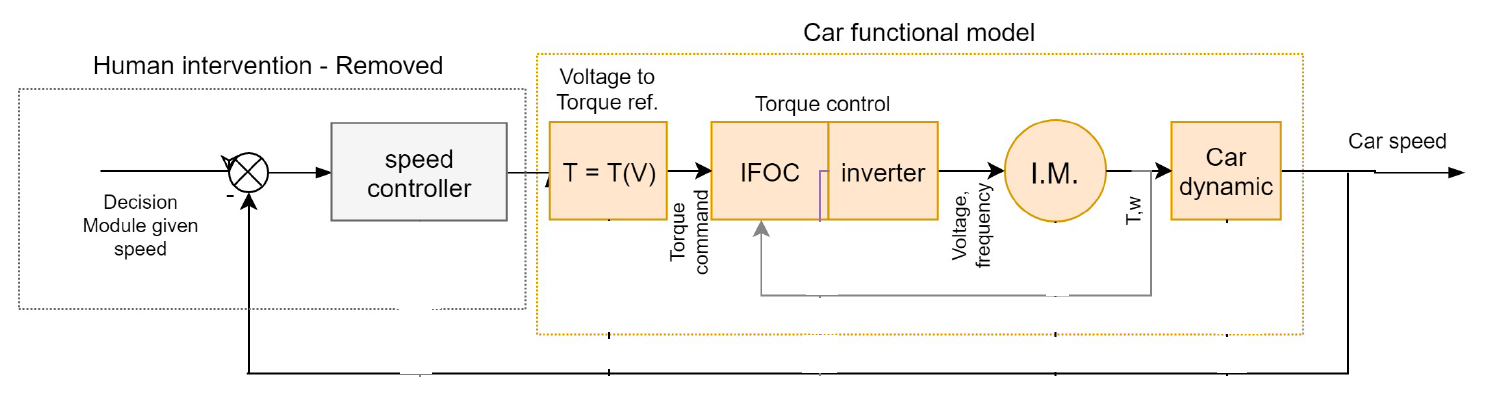 Car functional model
Human intervention - Removed
Voltage to
Torque ref.
Torque control
Car speed
speed
controller
T = T(V)
IFOC
inverter
I.M.
Car
dynamic
-
Decision
Module given
speed
Torque
command
Voltage,
frequency
T,w